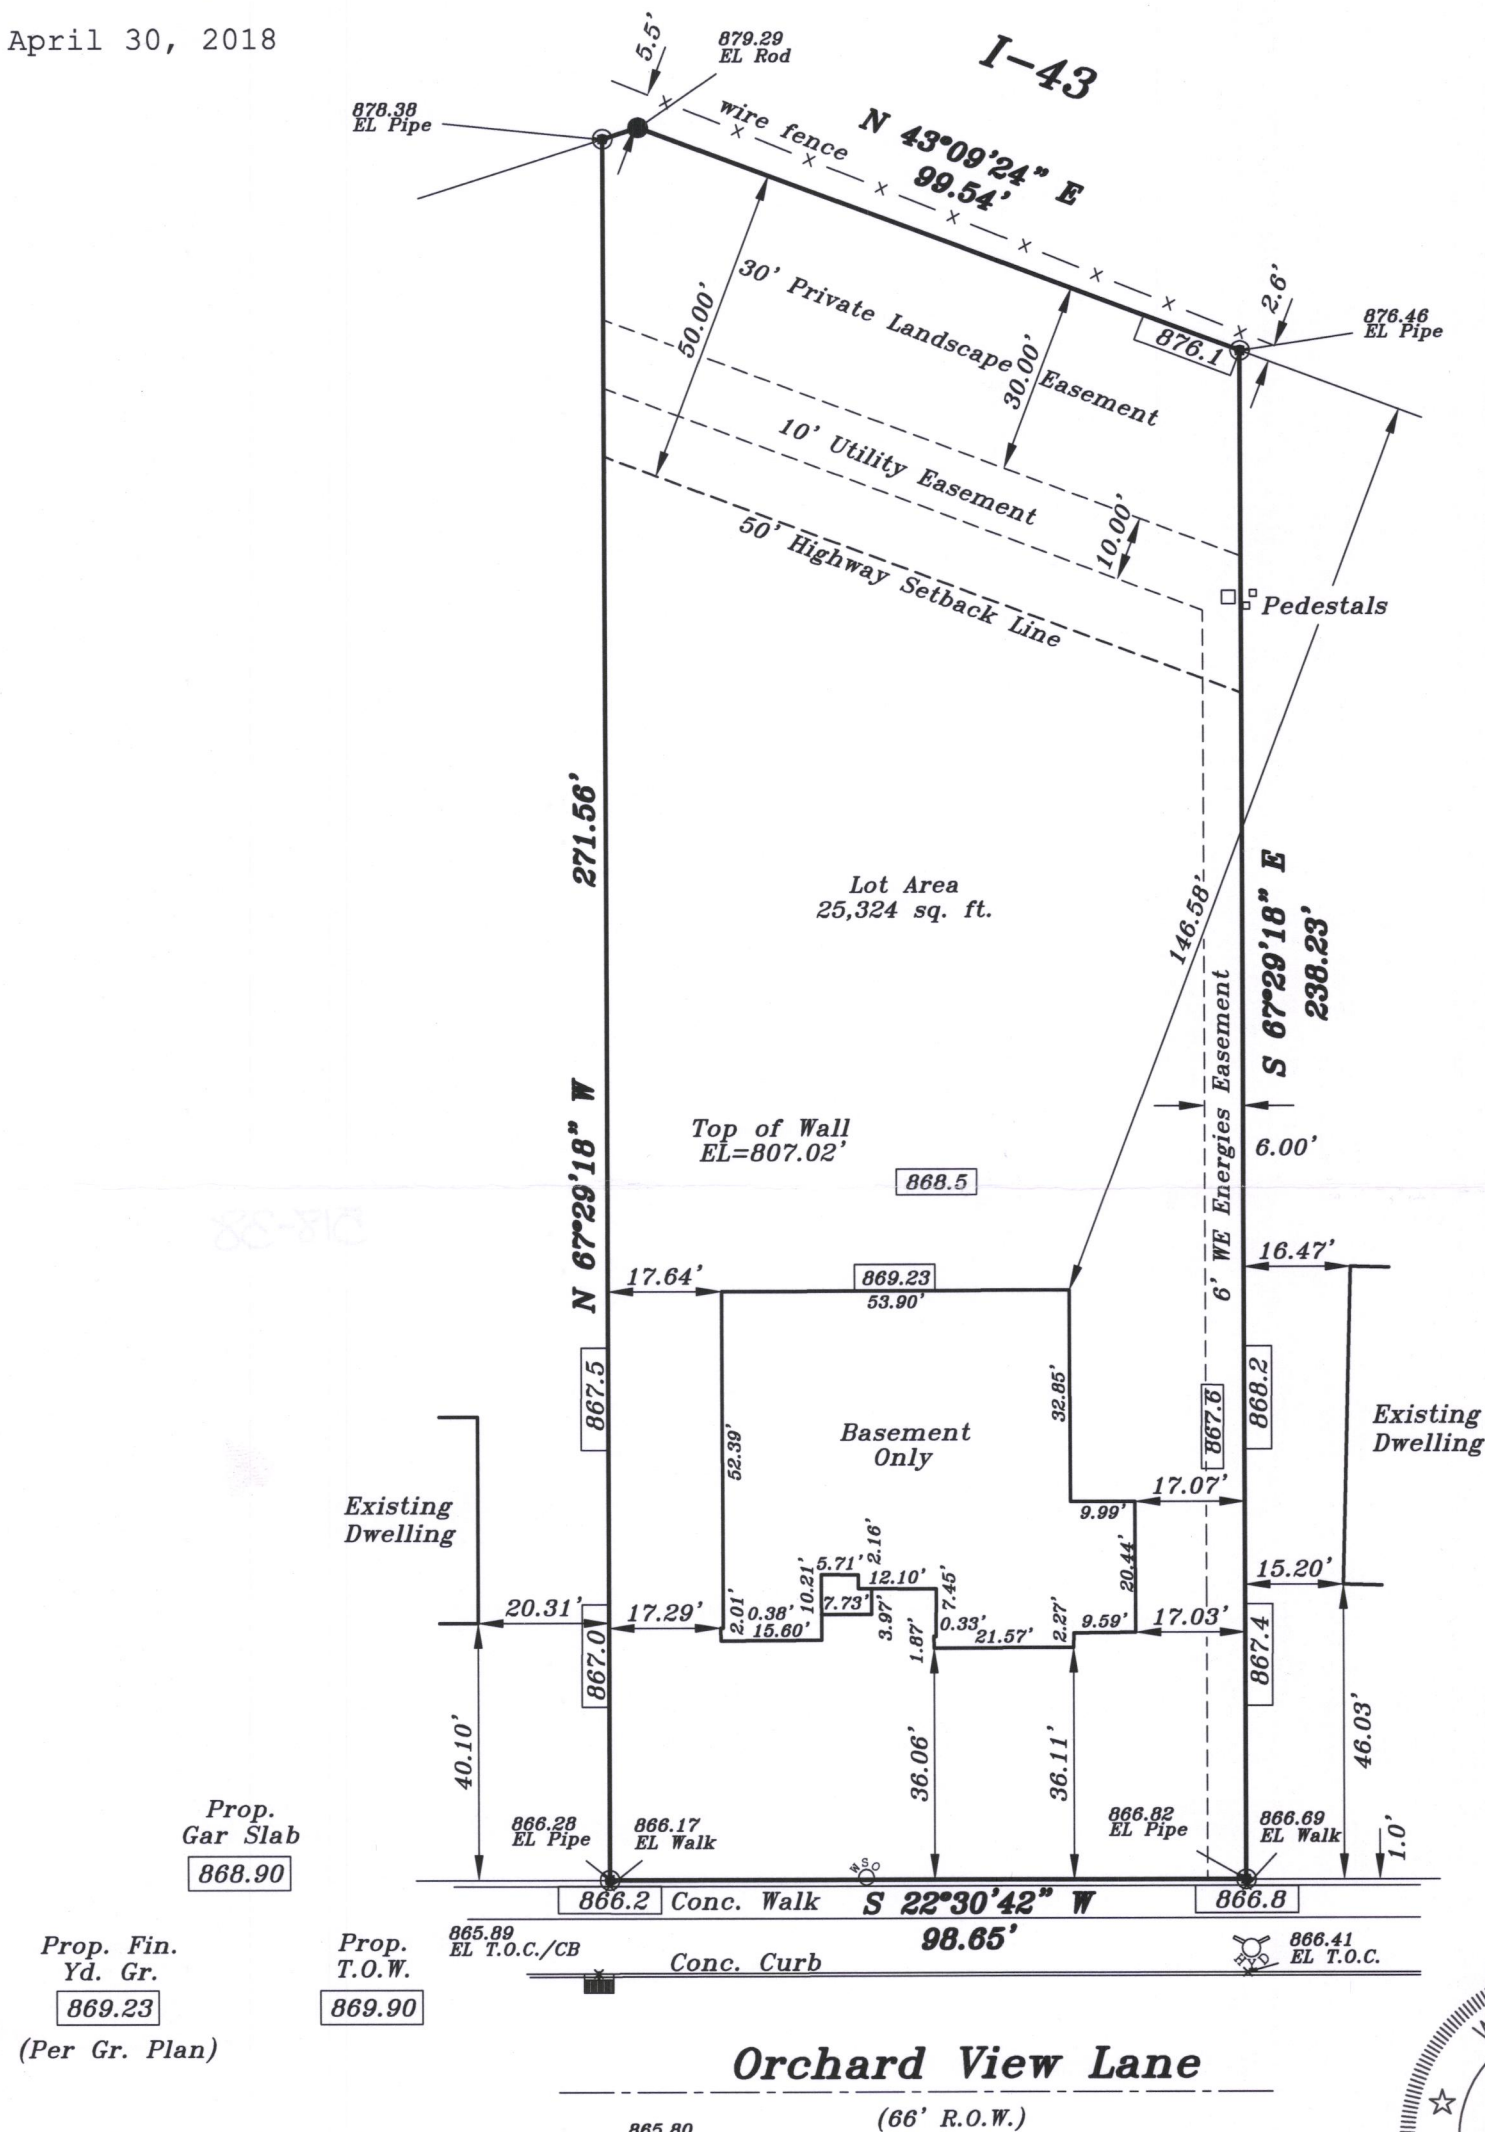 April 30, 2018
5.5'
879.29
EL Rod
I-43
878.38
EL Pipe
wire fence
N 43°09'24" E
99.54'
2.6'
876.46
EL Pipe
876.1
50.00'
30' Private Landscape Easement
30.00'
10' Utility Easement
10.00'
50' Highway Setback Line
Pedestals
271.56'
N 67°29'18" W
Lot Area
25,324 sq. ft.
146.58'
S 67°29'18" E
238.23'
6' WE Energies Easement
6.00'
Top of Wall
EL=807.02'
868.5
17.64'
869.23
53.90'
16.47'
867.5
52.39'
32.85'
867.6
868.2
Basement
Only
Existing
Dwelling
Existing
Dwelling
17.07'
9.99'
20.44'
5.71'
2.16'
12.10'
10.21'
7.73'
3.97'
7.45'
15.20'
20.31'
17.29'
2.01'
0.38'
15.60'
1.87'
0.33'
21.57'
2.27'
9.59'
17.03'
867.0
867.4
40.10'
36.06'
36.11'
46.03'
1.0'
Prop.
Gar Slab
868.90
866.28
EL Pipe
866.17
EL Walk
866.82
EL Pipe
866.69
EL Walk
WSO
866.2
Conc. Walk
S 22°30'42" W
98.65'
866.8
Prop. Fin.
Yd. Gr.
869.23
(Per Gr. Plan)
Prop.
T.O.W.
869.90
865.89
EL T.O.C./CB
Conc. Curb
HYD
866.41
EL T.O.C.
Orchard View Lane
(66' R.O.W.)
865.80